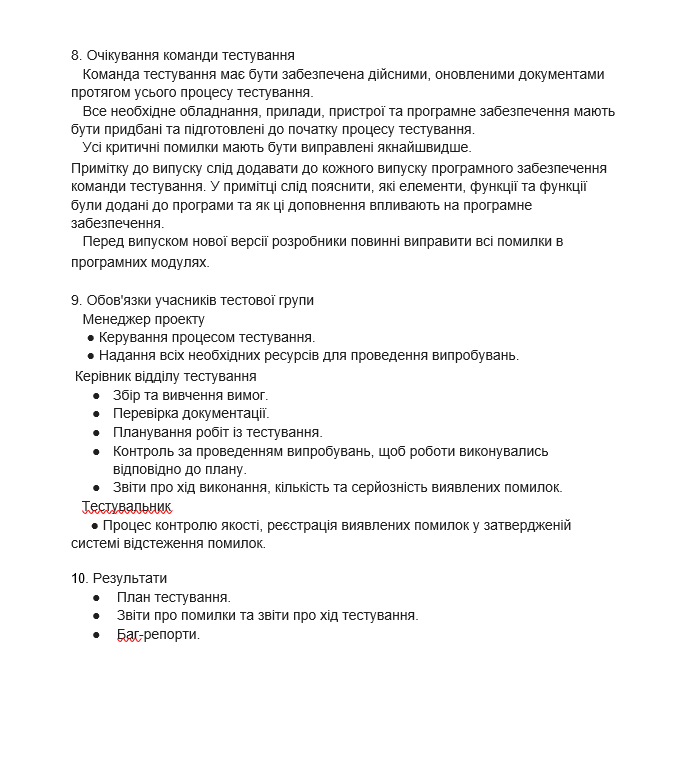 8. Очікування команди тестування
Команда тестування має бути забезпечена дійсними, оновленими документами
протягом усього процесу тестування.
Все необхідне обладнання, прилади, пристрої та програмне забезпечення мають
бути придбані та підготовлені до початку процесу тестування.
Усі критичні помилки мають бути виправлені якнайшвидше.
Примітку до випуску слід додавати до кожного випуску програмного забезпечення
команди тестування. У примітці слід пояснити, які елементи, функції та функції
були додані до програми та як ці доповнення впливають на програмне
забезпечення.
Перед випуском нової версії розробники повинні виправити всі помилки в
програмних модулях.
9. Обов'язки учасників тестової групи
Менеджер проекту
● Керування процесом тестування.
● Надання всіх необхідних ресурсів для проведення випробувань.
Керівник відділу тестування
● Збір та вивчення вимог.
● Перевірка документації.
● Планування робіт із тестування.
● Контроль за проведенням випробувань, щоб роботи виконувались
відповідно до плану.
● Звіти про хід виконання, кількість та серйозність виявлених помилок.
Тестувальник
● Процес контролю якості, реєстрація виявлених помилок у затвердженій
системі відстеження помилок.
10. Результати
● План тестування.
● Звіти про помилки та звіти про хід тестування.
● Баг-репорти.